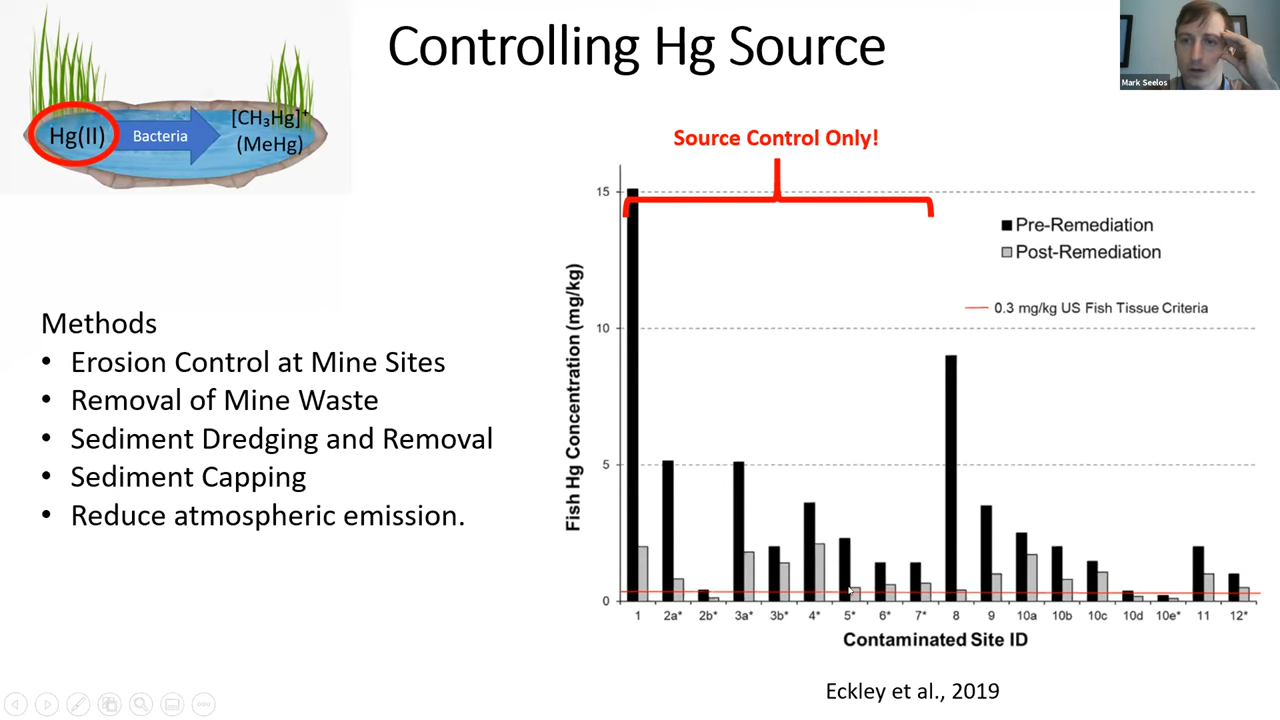 Controlling Hg Source
Mark Seelos
Hg(II)
Bacteria
[CH₃Hg]⁺
(MeHg)
Methods
• Erosion Control at Mine Sites
• Removal of Mine Waste
• Sediment Dredging and Removal
• Sediment Capping
• Reduce atmospheric emission.
Source Control Only!
Pre-Remediation
Post-Remediation
0.3 mg/kg US Fish Tissue Criteria
Fish Hg Concentration (mg/kg)
15
10
5
0
1 2a* 2b* 3a* 3b* 4* 5* 6* 7* 8 9 10a 10b 10c 10d 10e* 11 12*
Contaminated Site ID
Eckley et al., 2019